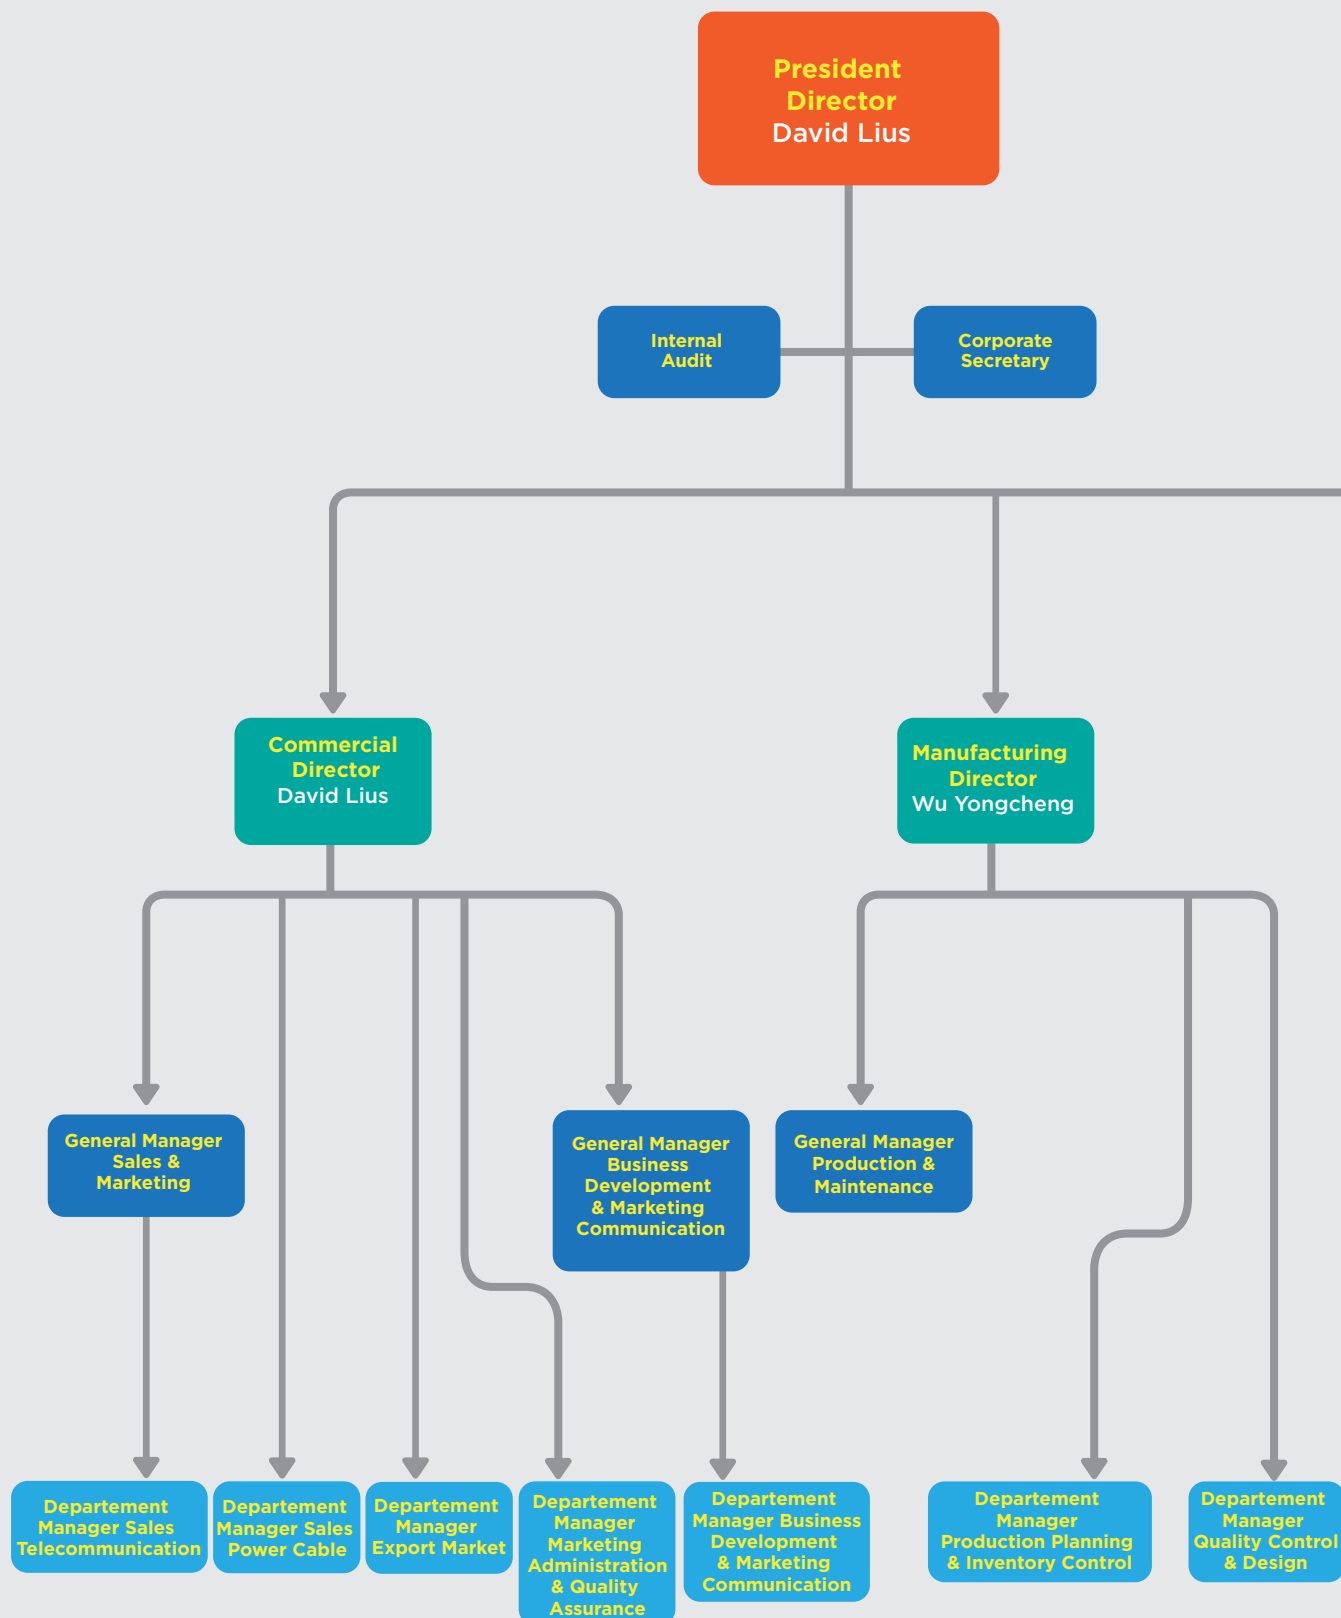 President
Director
David Lius
Internal
Audit
Corporate
Secretary
Commercial
Director
David Lius
Manufacturing
Director
Wu Yongcheng
General Manager
Sales &
Marketing
General Manager
Business
Development
& Marketing
Communication
General Manager
Production &
Maintenance
Departement
Manager Sales
Telecommunication
Departement
Manager Sales
Power Cable
Departement
Manager
Export Market
Departement
Manager
Marketing
Administration
& Quality
Assurance
Departement
Manager Business
Development
& Marketing
Communication
Departement
Manager
Production Planning
& Inventory Control
Departement
Manager
Quality Control
& Design